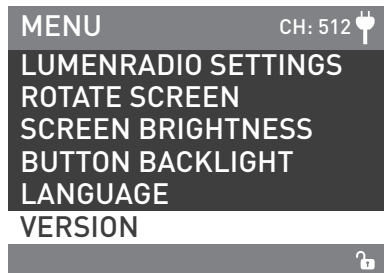 MENU CH: 512
LUMENRADIO SETTINGS
ROTATE SCREEN
SCREEN BRIGHTNESS
BUTTON BACKLIGHT
LANGUAGE
VERSION